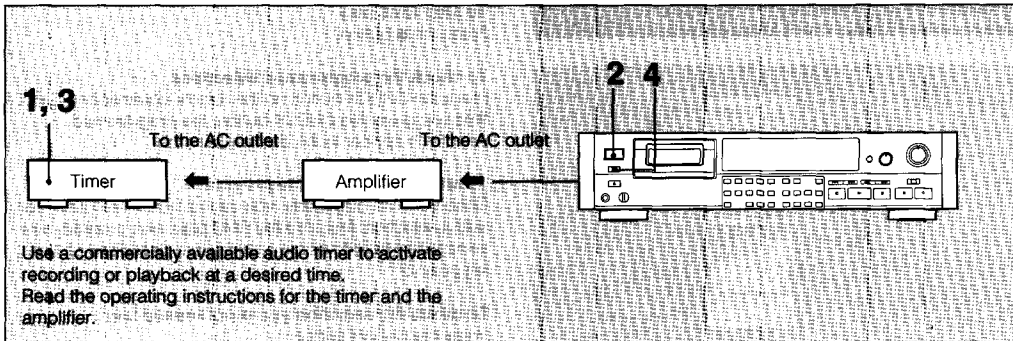 2 4
1, 3
To the AC outlet
To the AC outlet
Timer
Amplifier
Use a commercially available audio timer to activate
recording or playback at a desired time.
Read the operating instructions for the timer and the
amplifier.